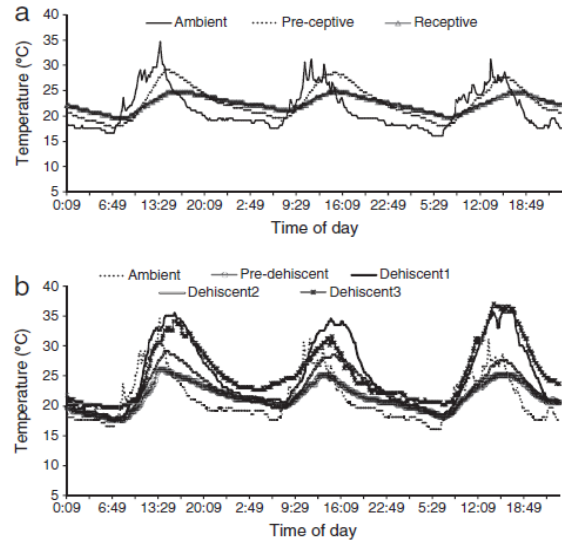 a
Ambient Pre-ceptive Receptive
Temperature (°C)
40
35
30
25
20
15
10
5
0:09 6:49 13:29 20:09 2:49 9:29 16:09 22:49 5:29 12:09 18:49
Time of day
b
Ambient Pre-dehiscent Dehiscent1
Dehiscent2 Dehiscent3
Temperature (°C)
40
35
30
25
20
15
10
5
0:09 6:49 13:29 20:09 2:49 9:29 16:09 22:49 5:29 12:09 18:49
Time of day